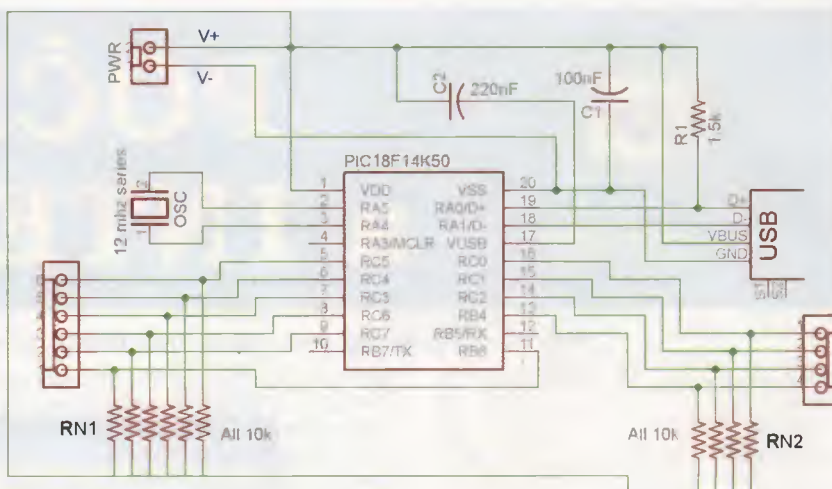 V+
PWR
V-
C2
220nF
100nF
C1
R1
1.5k
PIC18F14K50
12 mhz series
2
1
OSC
1 VDD VSS 20
2 RA5 RA0/D+ 19
3 RA4 RA1/D- 18
4 RA3/MCLR VUSB 17
5 RC5 RC0 16
6 RC4 RC1 15
7 RC3 RC2 14
8 RC6 RB4 13
9 RC7 RB5/RX 12
10 RB7/TX RB6 11
D+
D-
VBUS
GND
USB
RN1
All 10k
All 10k
RN2